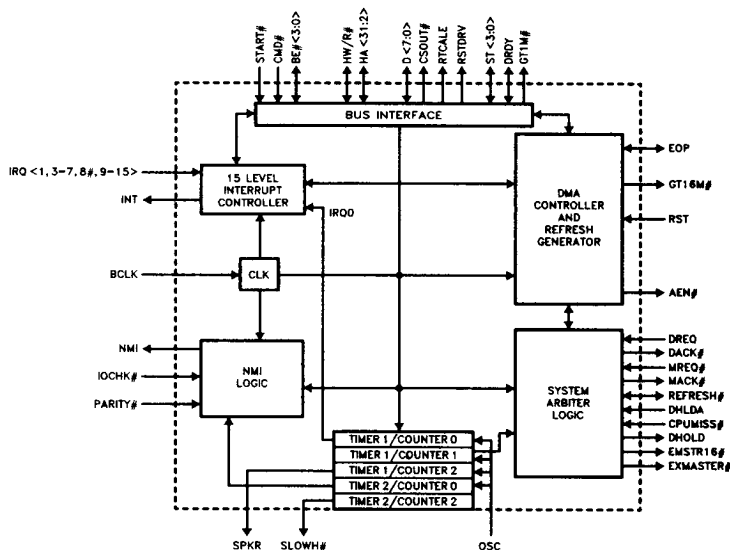 START#
CMD#
BE#<3:0>
HW/R#
HA<31:2>
D<7:0>
CSOUT#
RTCALE
RSTDRV
ST<3:0>
DRDY
GT1M#
BUS INTERFACE
IRQ<1,3-7,8#,9-15>
INT
15 LEVEL
INTERRUPT
CONTROLLER
IRQ0
DMA
CONTROLLER
AND
REFRESH
GENERATOR
EOP
GT16M#
RST
AEN#
BCLK
CLK
NMI
IOCHK#
PARITY#
NMI
LOGIC
SYSTEM
ARBITER
LOGIC
DREQ
DACK#
MREQ#
MACK#
REFRESH#
DHLDA
CPUMISS#
DHOLD
EMSTR16#
EXMASTER#
TIMER 1/COUNTER 0
TIMER 1/COUNTER 1
TIMER 1/COUNTER 2
TIMER 2/COUNTER 0
TIMER 2/COUNTER 2
SPKR
SLOWH#
OSC